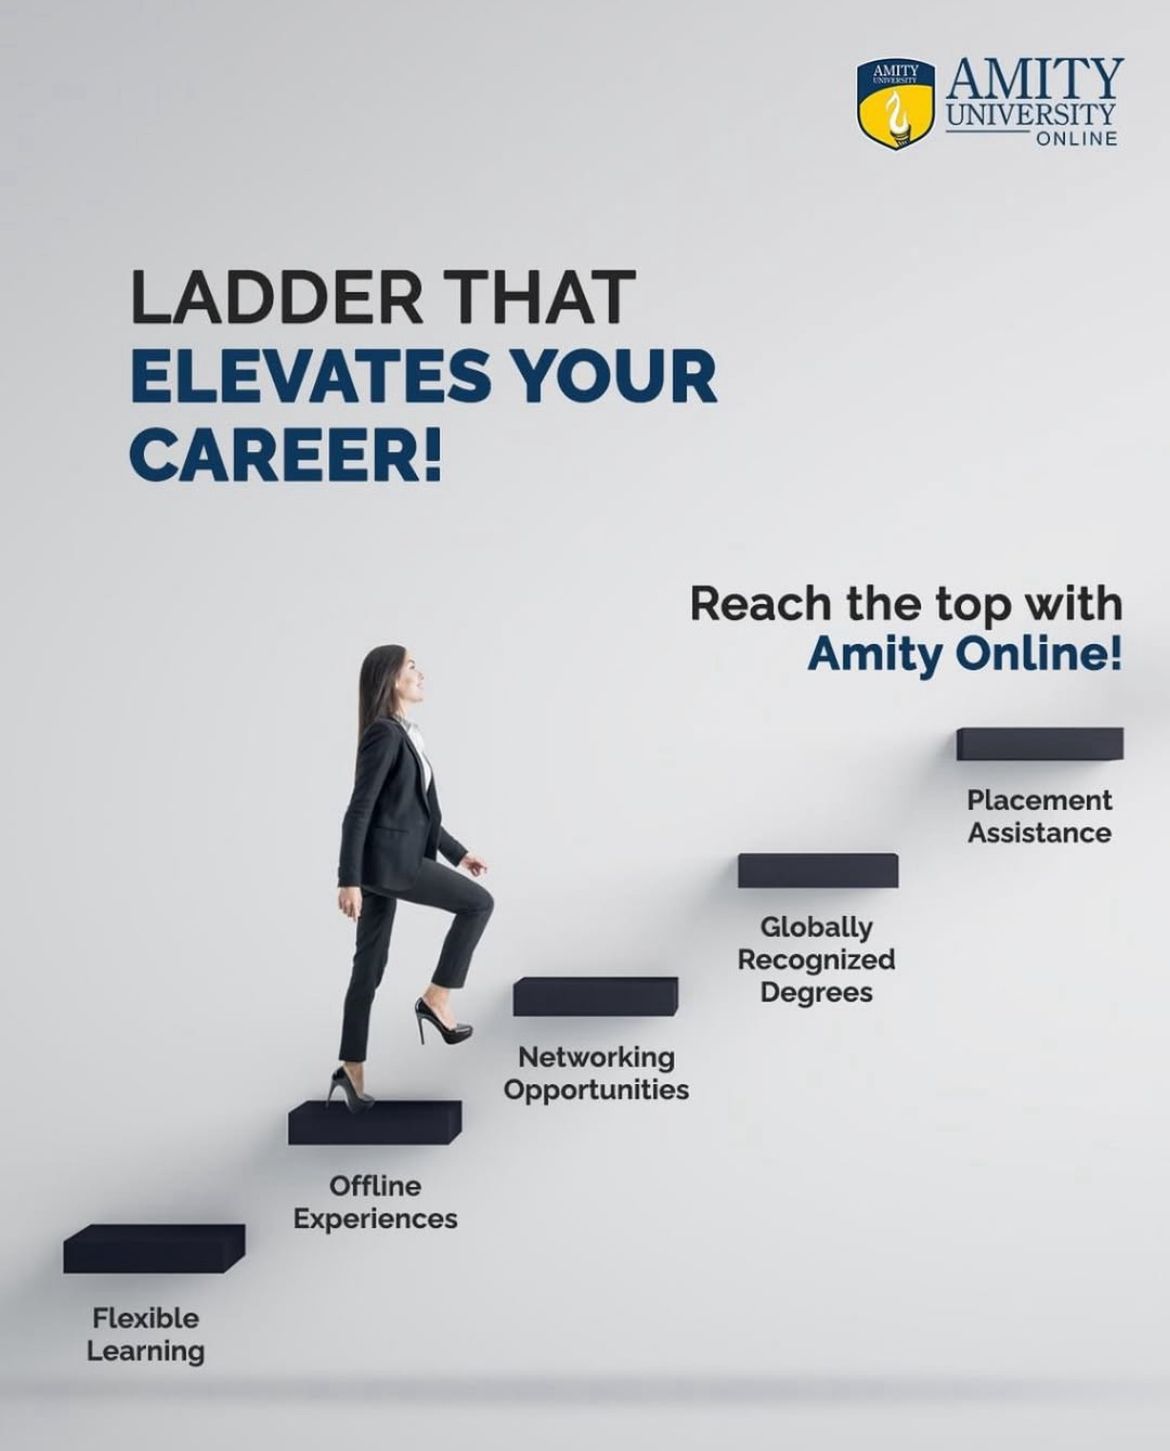 AMITY
UNIVERSITY
AMITY
UNIVERSITY
ONLINE
LADDER THAT
ELEVATES YOUR
CAREER!
Reach the top with
Amity Online!
Placement
Assistance
Globally
Recognized
Degrees
Networking
Opportunities
Offline
Experiences
Flexible
Learning